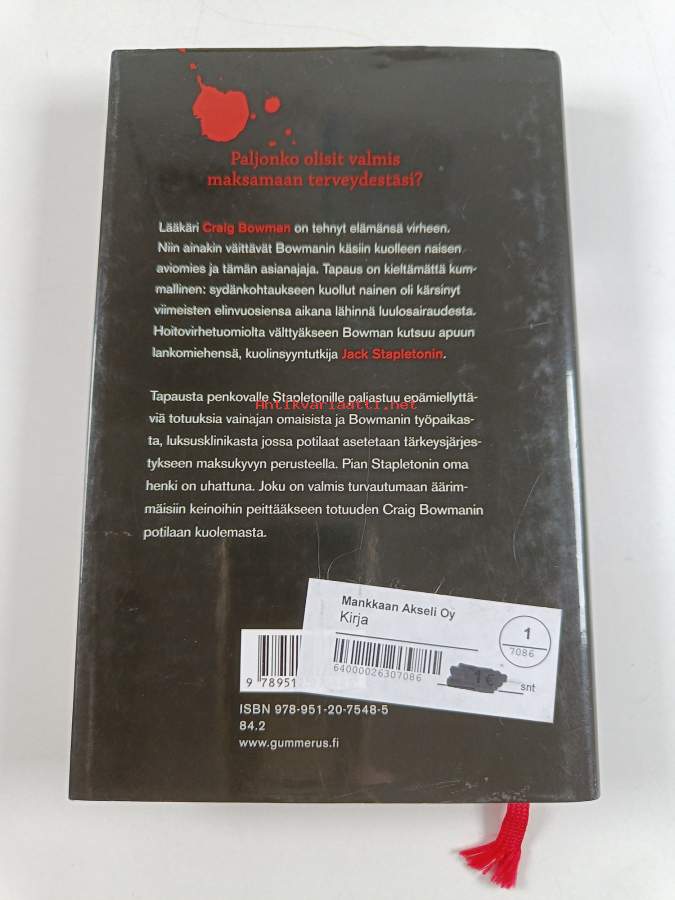 Paljonko olisit valmis
maksamaan terveydestäsi?
Lääkäri Craig Bowman on tehnyt elämänsä virheen.
Niin ainakin väittävät Bowmanin käsiin kuolleen naisen
aviomies ja tämän asianajaja. Tapaus on kieltämättä kum-
mallinen: sydänkohtaukseen kuollut nainen oli kärsinyt
viimeisten elinvuosiensa aikana lähinnä luulosairaudesta.
Hoitovirhetuomiolta välttyäkseen Bowman kutsuu apuun
lankomiehensä, kuolinsyyntutkija Jack Stapletonin.
Tapausta penkovalle Stapletonille paljastuu epämiellyttä-
Antikvariaatti.net
viä totuuksia vainajan omaisista ja Bowmanin työpaikas-
ta, luksusklinikasta jossa potilaat asetetaan tärkeysjärjes-
tykseen maksukyvyn perusteella. Pian Stapletonin oma
henki on uhattuna. Joku on valmis turvautumaan äärim-
mäisiin keinoihin peittääkseen totuuden Craig Bowmanin
potilaan kuolemasta.
Mankkaan Akseli Oy
Kirja
1
7086
64000026307086
1 €
snt
9 78951
ISBN 978-951-20-7548-5
84.2
www.gummerus.fi